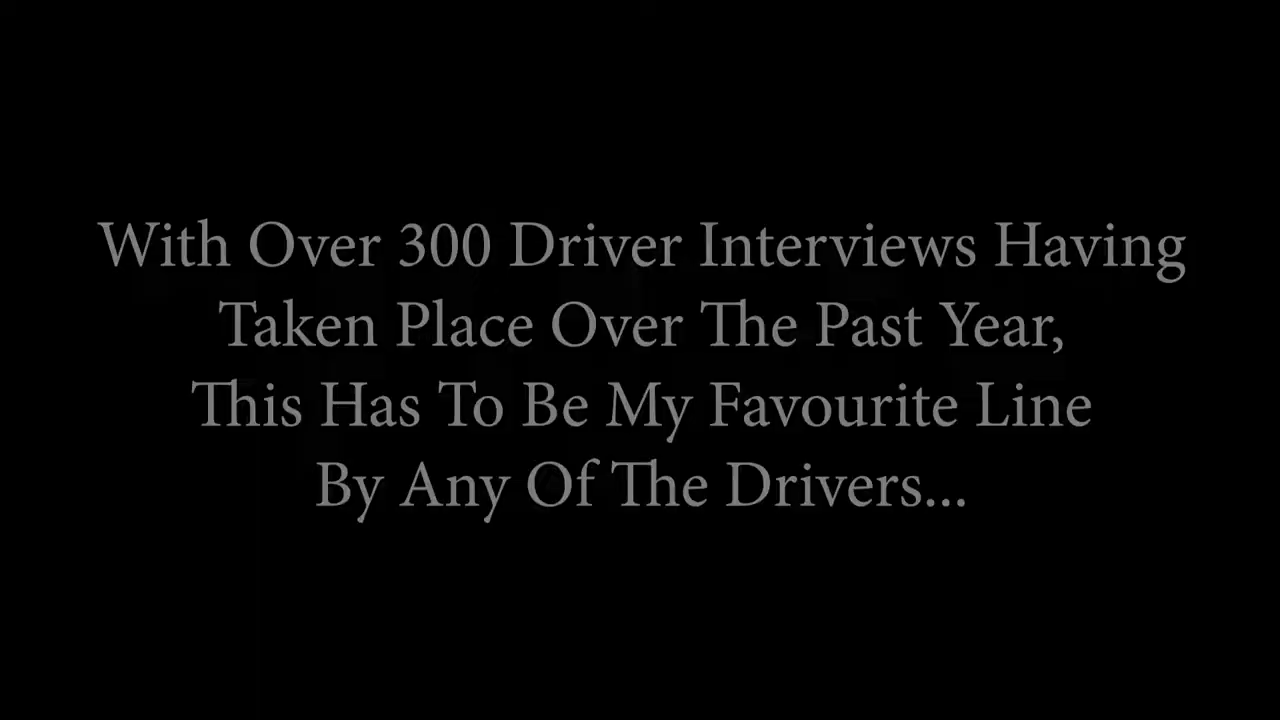 With Over 300 Driver Interviews Having
Taken Place Over The Past Year,
This Has To Be My Favourite Line
By Any Of The Drivers...